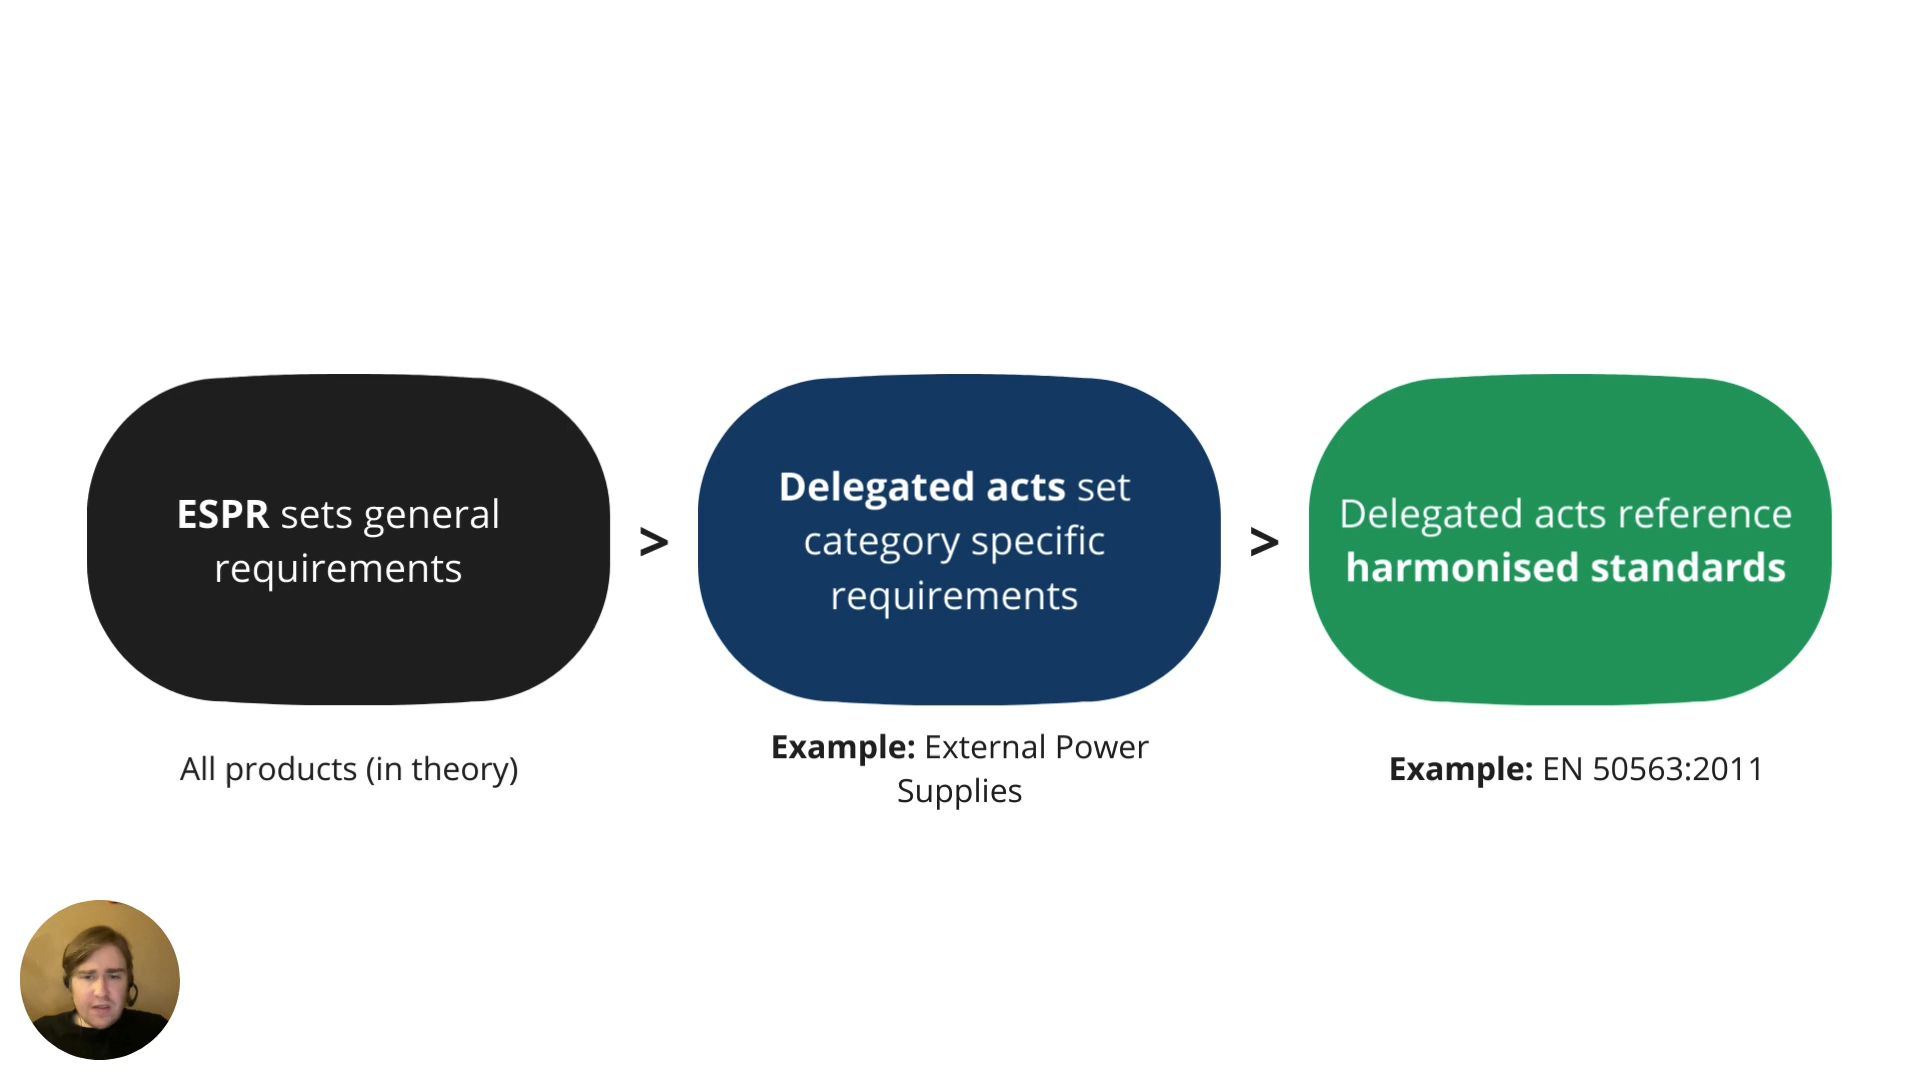 ESPR sets general
requirements
>
Delegated acts set
category specific
requirements
>
Delegated acts reference
harmonised standards
All products (in theory)
Example: External Power
Supplies
Example: EN 50563:2011